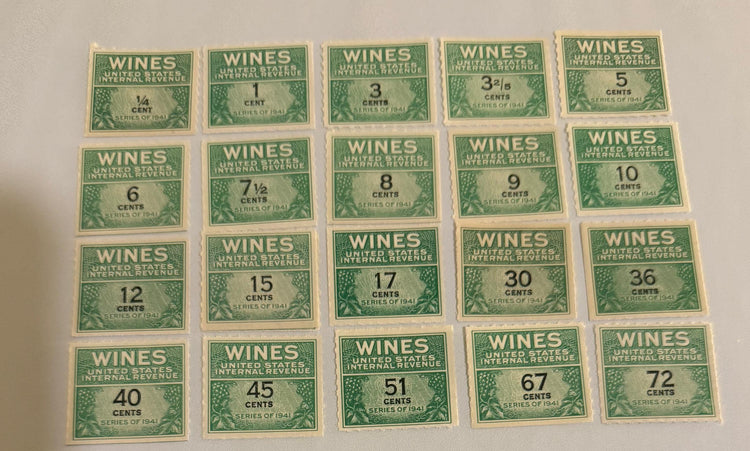 WINES
UNITED STATES
INTERNAL REVENUE
1/4
CENT
SERIES OF 1941
WINES
UNITED STATES
INTERNAL REVENUE
1
CENT
SERIES OF 1941
WINES
UNITED STATES
INTERNAL REVENUE
3
CENTS
SERIES OF 1941
WINES
UNITED STATES
INTERNAL REVENUE
3 2/5
CENTS
SERIES OF 1941
WINES
UNITED STATES
INTERNAL REVENUE
5
CENTS
SERIES OF 1941
WINES
UNITED STATES
INTERNAL REVENUE
6
CENTS
SERIES OF 1941
WINES
UNITED STATES
INTERNAL REVENUE
7 1/2
CENTS
SERIES OF 1941
WINES
UNITED STATES
INTERNAL REVENUE
8
CENTS
SERIES OF 1941
WINES
UNITED STATES
INTERNAL REVENUE
9
CENTS
SERIES OF 1941
WINES
UNITED STATES
INTERNAL REVENUE
10
CENTS
SERIES OF 1941
WINES
UNITED STATES
INTERNAL REVENUE
12
CENTS
SERIES OF 1941
WINES
UNITED STATES
INTERNAL REVENUE
15
CENTS
SERIES OF 1941
WINES
UNITED STATES
INTERNAL REVENUE
17
CENTS
SERIES OF 1941
WINES
UNITED STATES
INTERNAL REVENUE
30
CENTS
SERIES OF 1941
WINES
UNITED STATES
INTERNAL REVENUE
36
CENTS
SERIES OF 1941
WINES
UNITED STATES
INTERNAL REVENUE
40
CENTS
SERIES OF 1941
WINES
UNITED STATES
INTERNAL REVENUE
45
CENTS
SERIES OF 1941
WINES
UNITED STATES
INTERNAL REVENUE
51
CENTS
SERIES OF 1941
WINES
UNITED STATES
INTERNAL REVENUE
67
CENTS
SERIES OF 1941
WINES
UNITED STATES
INTERNAL REVENUE
72
CENTS
SERIES OF 1941